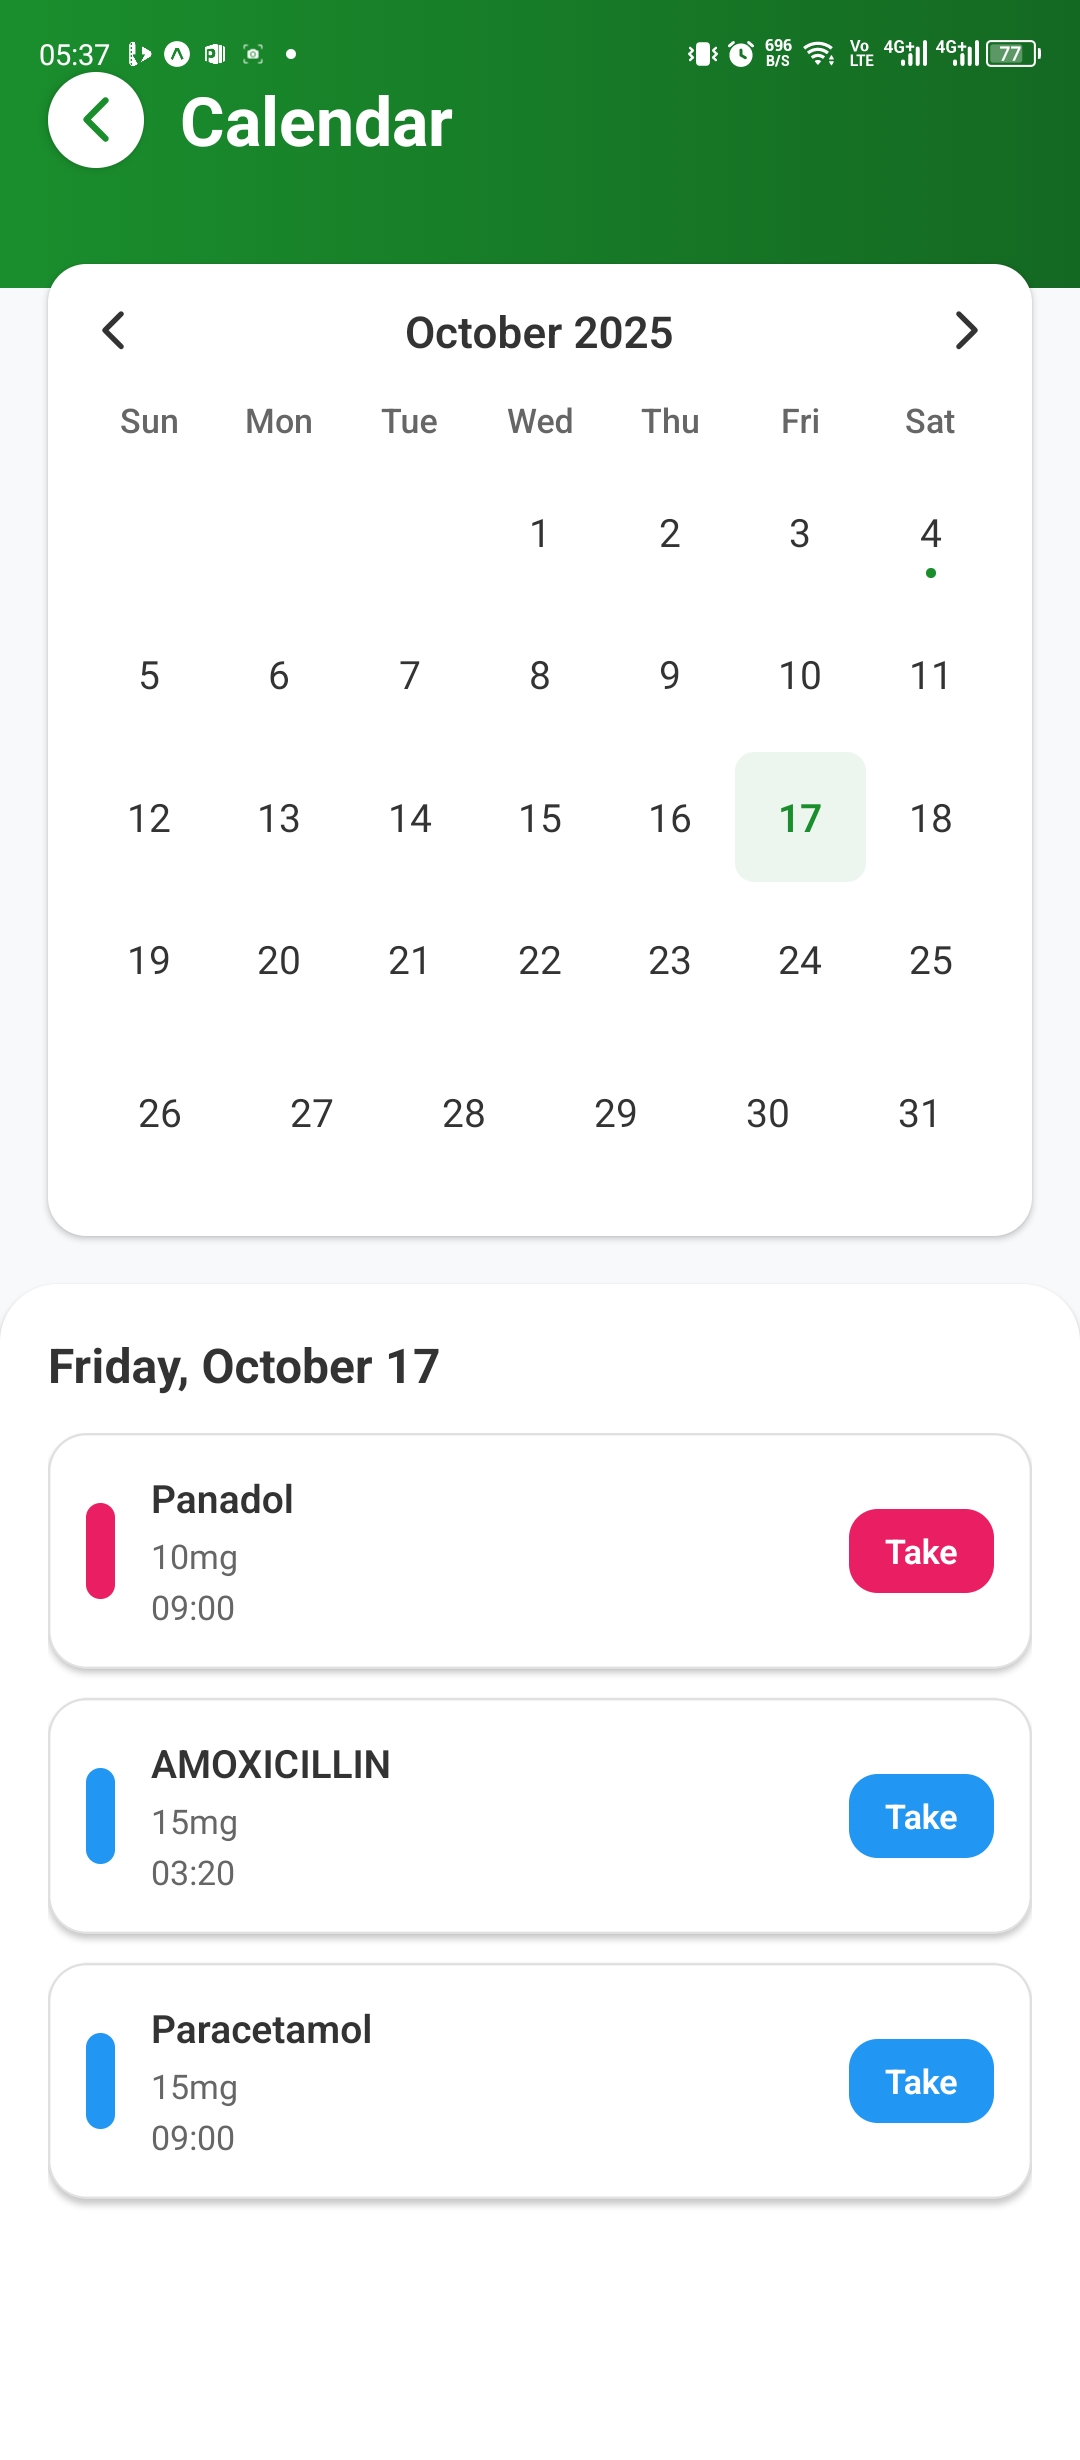 05:37 696 B/S Vo LTE 4G+ 4G+ 77
Calendar
October 2025
Sun Mon Tue Wed Thu Fri Sat
1 2 3 4
5 6 7 8 9 10 11
12 13 14 15 16 17 18
19 20 21 22 23 24 25
26 27 28 29 30 31
Friday, October 17
Panadol
10mg
09:00
Take
AMOXICILLIN
15mg
03:20
Take
Paracetamol
15mg
09:00
Take